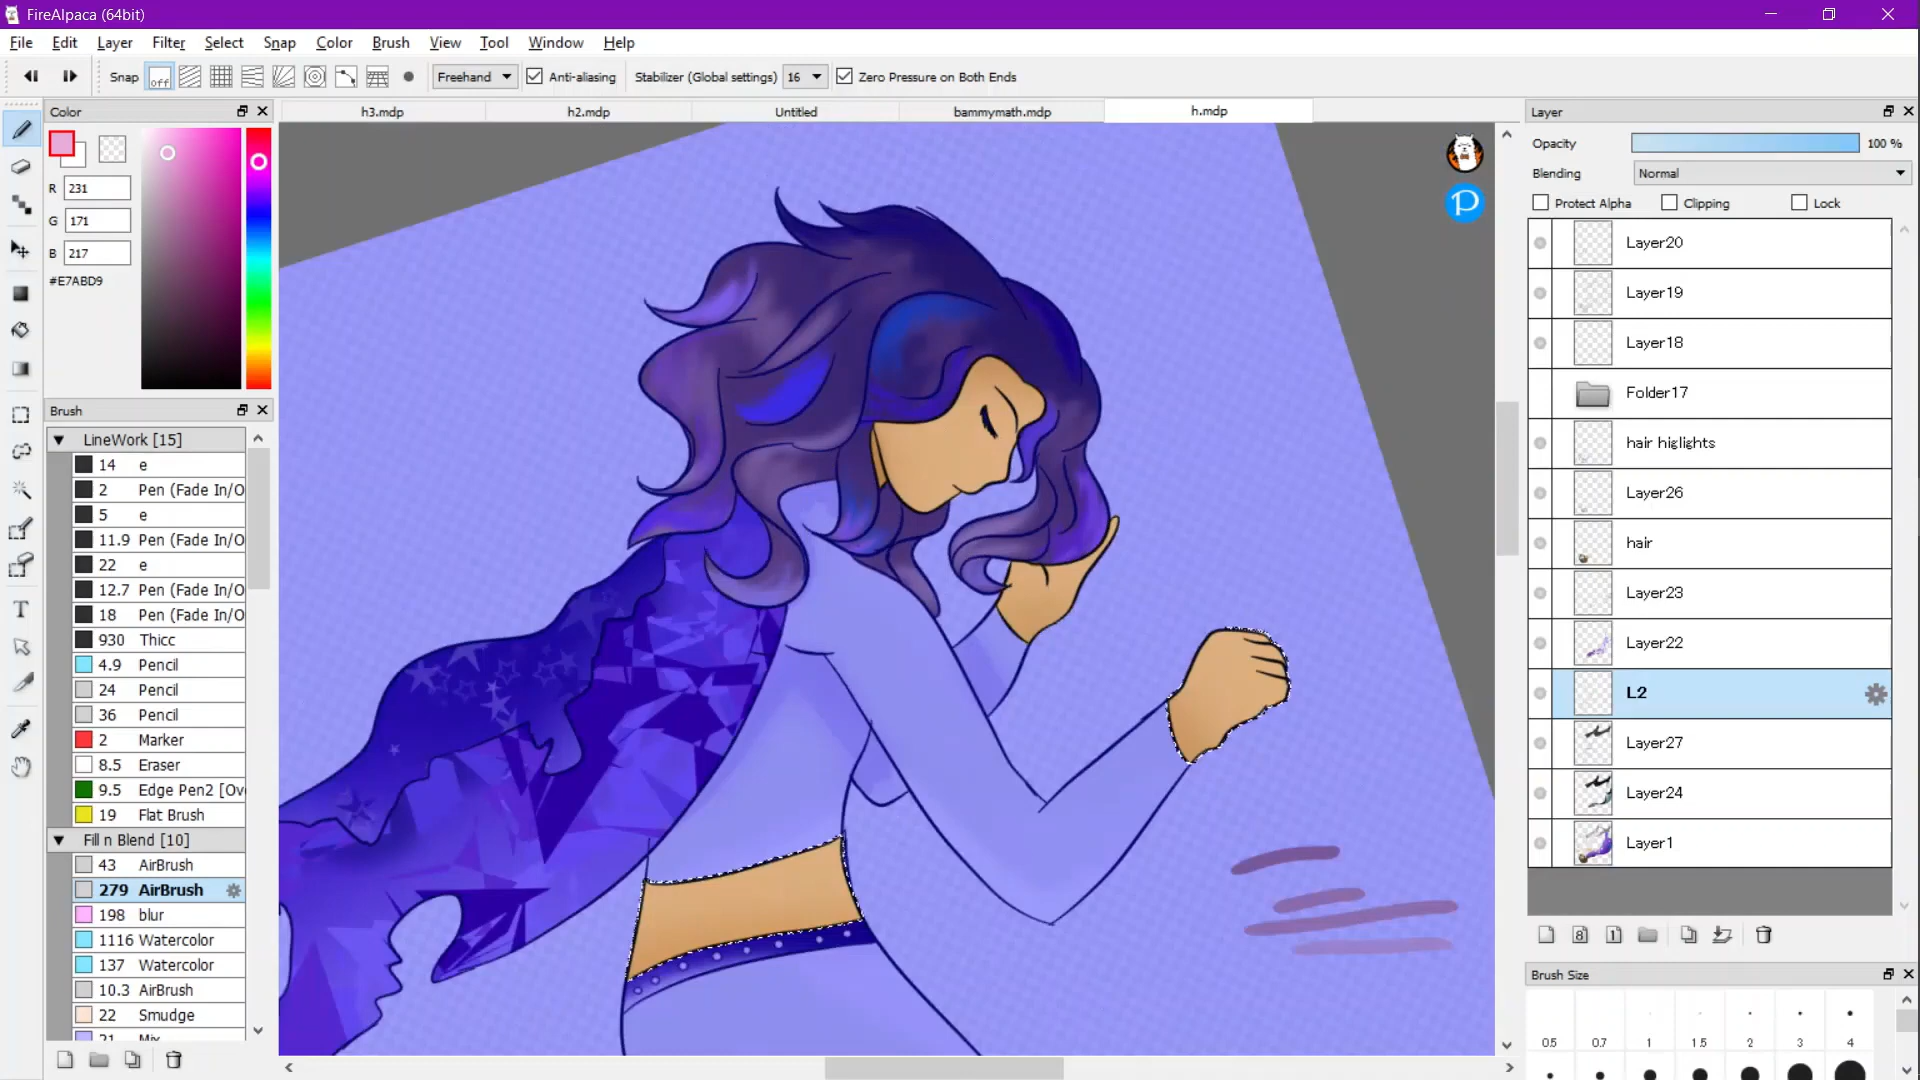 FireAlpaca (64bit)
File Edit Layer Filter Select Snap Color Brush View Tool Window Help
Snap off Freehand Anti-aliasing Stabilizer (Global settings) 16 Zero Pressure on Both Ends
Color h3.mdp h2.mdp Untitled bammymath.mdp h.mdp Layer
Opacity 100 %
Blending Normal
Protect Alpha Clipping Lock
R 231
G 171
B 217
#E7ABD9
Brush
LineWork [15]
14 e
2 Pen (Fade In/O
5 e
11.9 Pen (Fade In/O
22 e
12.7 Pen (Fade In/O
18 Pen (Fade In/O
930 Thicc
4.9 Pencil
24 Pencil
36 Pencil
2 Marker
8.5 Eraser
9.5 Edge Pen2 [Ov
19 Flat Brush
Fill n Blend [10]
43 AirBrush
279 AirBrush
198 blur
1116 Watercolor
137 Watercolor
10.3 AirBrush
22 Smudge
21 Mix
P
Layer20
Layer19
Layer18
Folder17
hair higlights
Layer26
hair
Layer23
Layer22
L2
Layer27
Layer24
Layer1
8 1
Brush Size
0.5 0.7 1 1.5 2 3 4